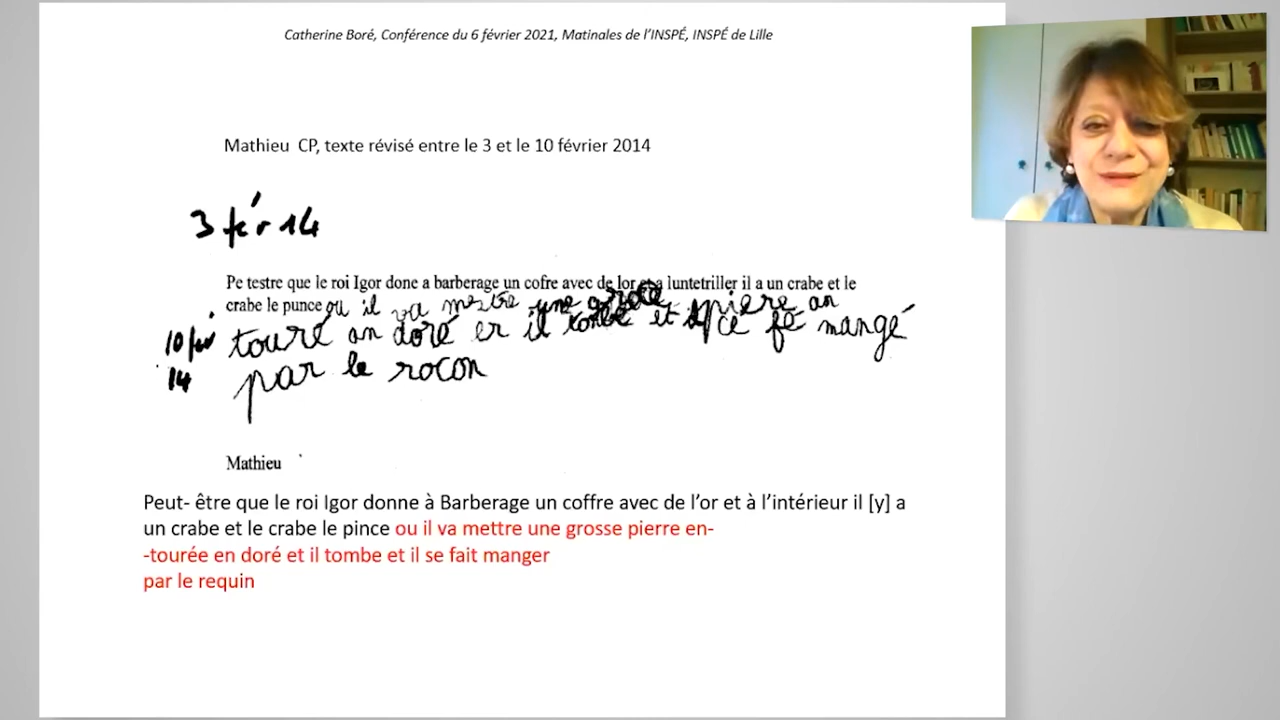 Catherine Boré, Conférence du 6 février 2021, Matinales de l'INSPÉ, INSPÉ de Lille
Mathieu CP, texte révisé entre le 3 et le 10 février 2014
3 fév 14
Pe testre que le roi Igor done a barberage un cofre avec de lor et a luntetriller il a un crabe et le
crabe le punce ou il va mestre une grose piere an
10 fév touré an doré er il tombe et il ce fé mangé
14 par le rocon
Mathieu
Peut- être que le roi Igor donne à Barberage un coffre avec de l'or et à l'intérieur il [y] a
un crabe et le crabe le pince ou il va mettre une grosse pierre en-
-tourée en doré et il tombe et il se fait manger
par le requin